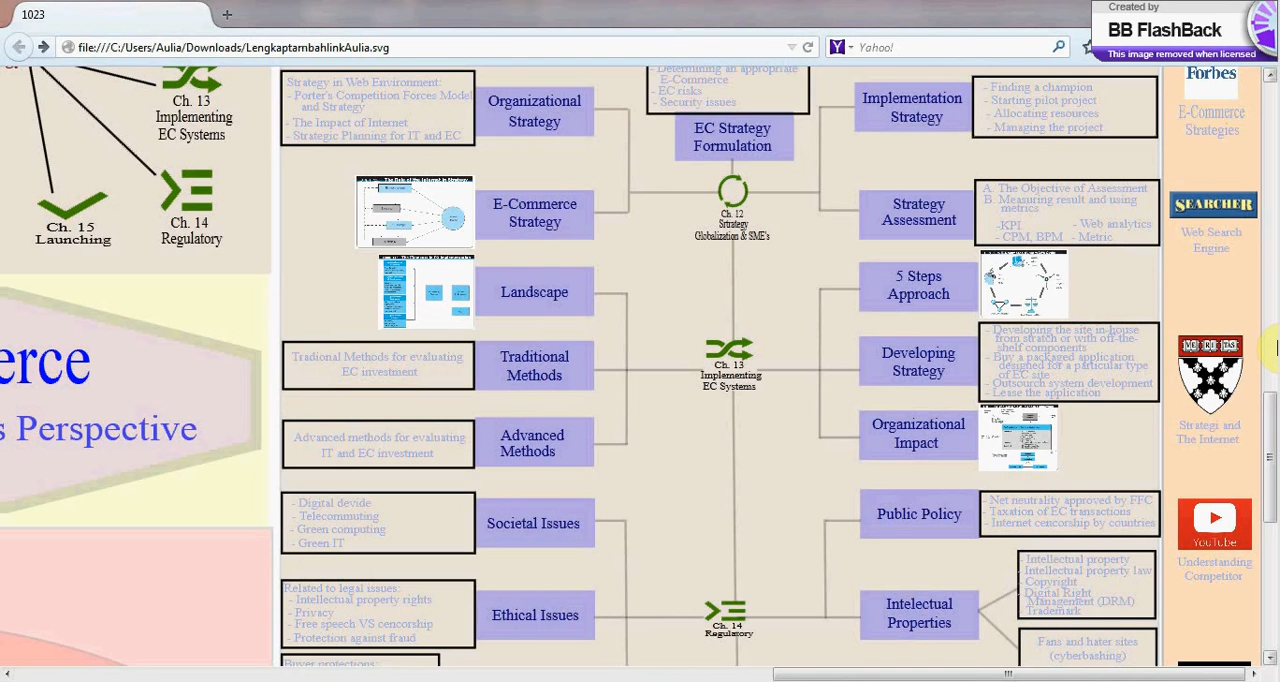 1023
file:///C:/Users/Aulia/Downloads/LengkaptambahlinkAulia.svg
Yahoo!
Created by
BB FlashBack
This image removed when licensed
Ch. 13
Implementing
EC Systems
Ch. 15
Launching
Ch. 14
Regulatory
erce
s Perspective
Strategy in Web Environment:
- Porter's Competition Forces Model
and Strategy
- The Impact of Internet
- Strategic Planning for IT and EC
Organizational
Strategy
E-Commerce
Strategy
Landscape
Tradional Methods for evaluating
EC investment
Traditional
Methods
Advanced methods for evaluating
IT and EC investment
Advanced
Methods
- Digital devide
- Telecommuting
- Green computing
- Green IT
Societal Issues
Related to legal issues:
- Intellectual property rights
- Privacy
- Free speech VS cencorship
- Protection against fraud
Ethical Issues
Buyer protections:
- Determining an appropriate
E-Commerce
- EC risks
- Security issues
EC Strategy
Formulation
Ch. 12
Srtrategy
Globalization & SME's
Ch. 13
Implementing
EC Systems
Ch. 14
Regulatory
Implementation
Strategy
- Finding a champion
- Starting pilot project
- Allocating resources
- Managing the project
Strategy
Assessment
A. The Objective of Assessment
B. Measuring result and using
metrics
-KPI - Web analytics
- CPM, BPM - Metric
5 Steps
Approach
Developing
Strategy
- Developing the site in-house
from stratch or with off-the-
shelf components
- Buy a packaged application
designed for a particular type
of EC site
- Outsourch system development
- Lease the application
Organizational
Impact
Public Policy
- Net neutrality approved by FFC
- Taxation of EC transactions
- Internet cencorship by countries
Intelectual
Properties
- Intellectual property
- Intellectual property law
- Copyright
- Digital Right
Management (DRM)
- Trademark
Fans and hater sites
(cyberbashing)
Forbes
E-Commerce
Strategies
SEARCHER
Web Search
Engine
Strategi and
The Internet
YouTube
Understanding
Competitor